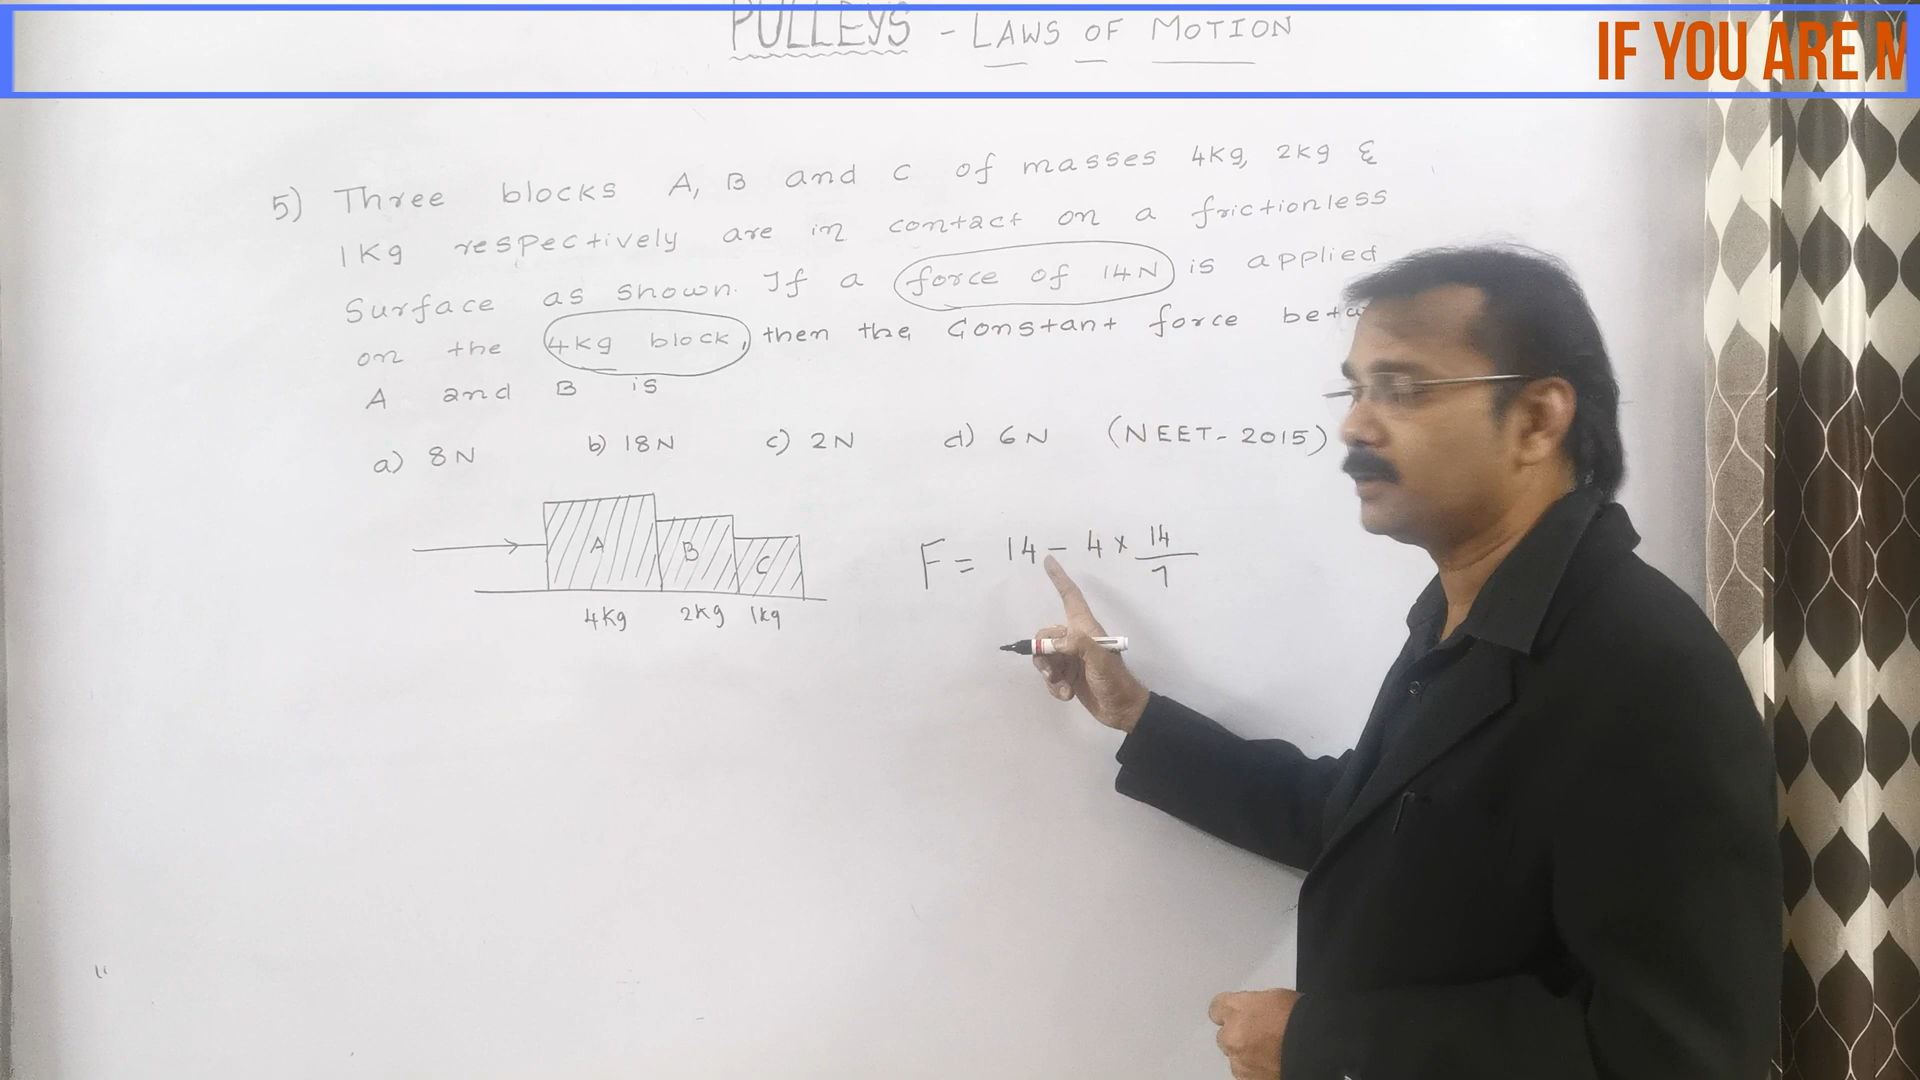 PULLEYS - LAWS OF MOTION
IF YOU ARE
5) Three blocks A, B and C of masses 4Kg, 2kg &
1Kg respectively are in contact on a frictionless
Surface as shown. If a force of 14N is applied
on the 4kg block, then the Constant force
A and B is
a) 8N b) 18N c) 2N d) 6N (NEET-2015)
A B C
4Kg 2kg 1kg
F = 14 - 4 × 14
7